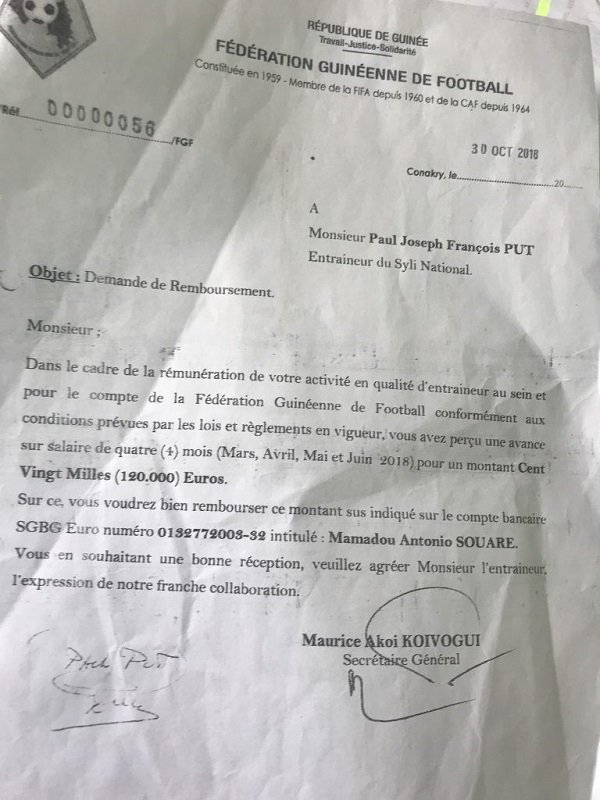 RÉPUBLIQUE DE GUINÉE
Travail-Justice-Solidarité
FÉDÉRATION GUINÉENNE DE FOOTBALL
Constituée en 1959 - Membre de la FIFA depuis 1960 et de la CAF depuis 1964
Réf 00000056 /FGF
30 OCT 2018
Conakry, le..................................20.......
A
Monsieur Paul Joseph François PUT
Entraineur du Syli National.
Objet : Demande de Remboursement.
Monsieur ;
Dans le cadre de la rémunération de votre activité en qualité d'entraineur au sein et
pour le compte de la Fédération Guinéenne de Football conformément aux
conditions prévues par les lois et règlements en vigueur, vous avez perçu une avance
sur salaire de quatre (4) mois (Mars, Avril, Mai et Juin 2018) pour un montant Cent
Vingt Milles (120.000) Euros.
Sur ce, vous voudrez bien rembourser ce montant sus indiqué sur le compte bancaire
SGBG Euro numéro 0132772003-32 intitulé : Mamadou Antonio SOUARE.
Vous en souhaitant une bonne réception, veuillez agréer Monsieur l'entraineur,
l'expression de notre franche collaboration.
Maurice Akoi KOIVOGUI
Secrétaire Général
PUT